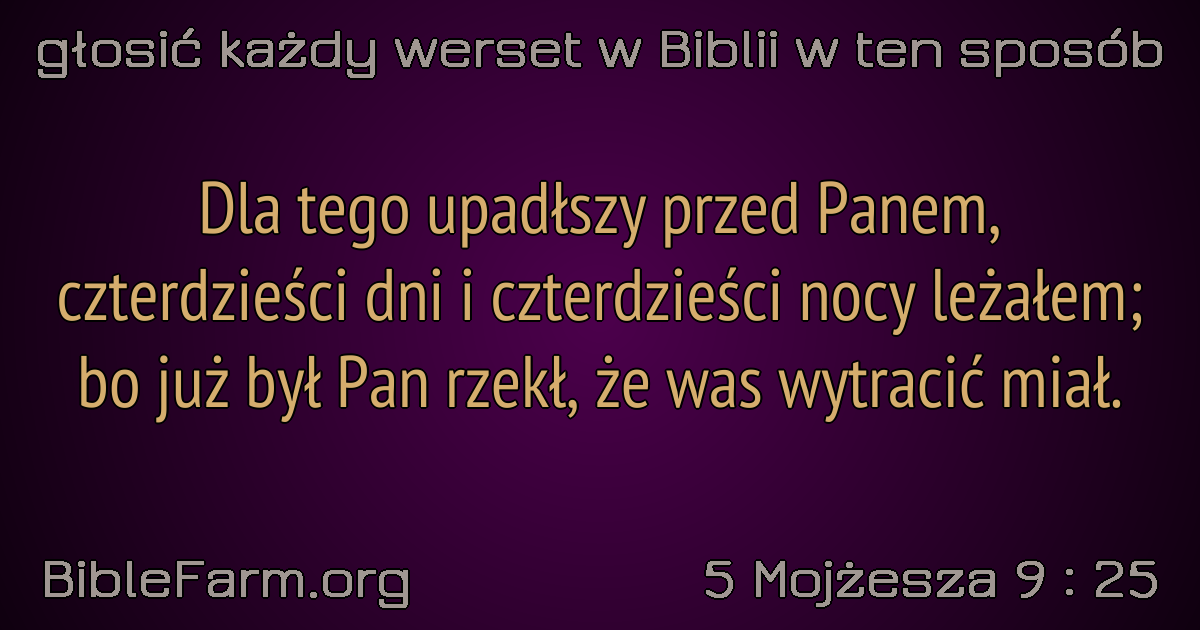 głosić każdy werset w Biblii w ten sposób
Dla tego upadłszy przed Panem,
czterdzieści dni i czterdzieści nocy leżałem;
bo już był Pan rzekł, że was wytracić miał.
BibleFarm.org
5 Mojżesza 9 : 25